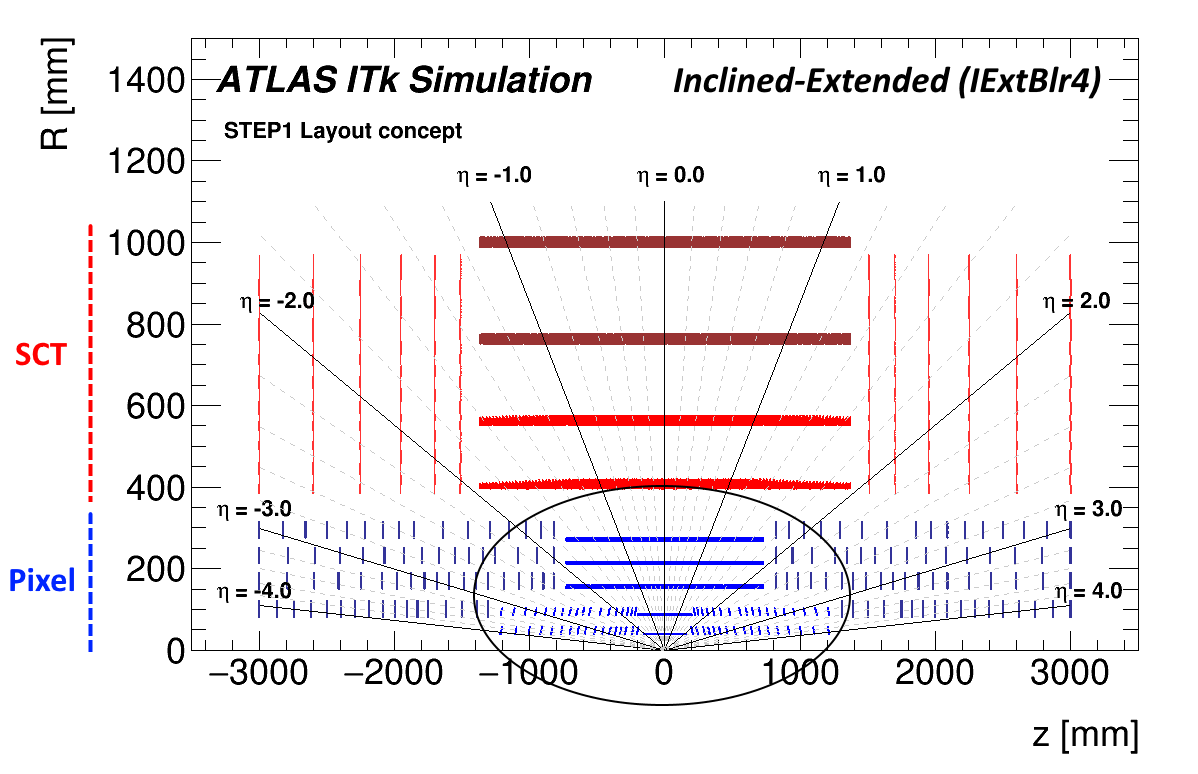 R [mm]
1400
ATLAS ITk Simulation
Inclined-Extended (IExtBlr4)
STEP1 Layout concept
1200
η = -1.0
η = 0.0
η = 1.0
1000
η = -2.0
η = 2.0
800
SCT
600
400
η = -3.0
η = 3.0
200
Pixel
η = -4.0
η = 4.0
0
−3000 −2000 −1000 0 1000 2000 3000
z [mm]